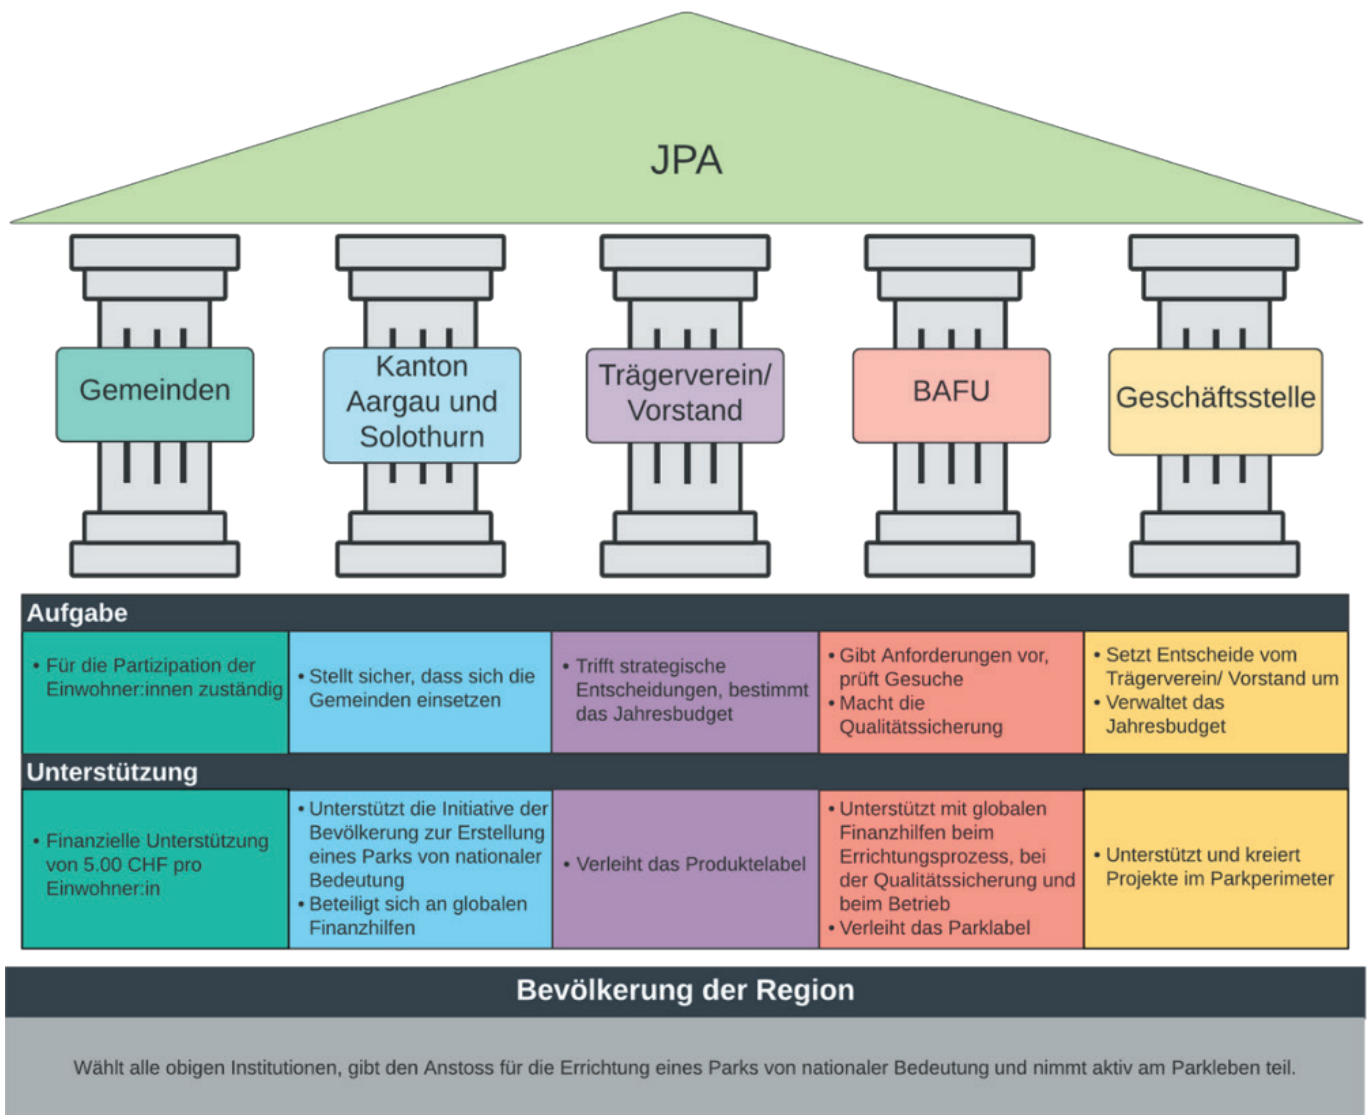 JPA
Gemeinden
Kanton
Aargau und
Solothurn
Trägerverein/
Vorstand
BAFU
Geschäftsstelle
Aufgabe
• Für die Partizipation der
Einwohner:innen zuständig
• Stellt sicher, dass sich die
Gemeinden einsetzen
• Trifft strategische
Entscheidungen, bestimmt
das Jahresbudget
• Gibt Anforderungen vor,
prüft Gesuche
• Macht die
Qualitätssicherung
• Setzt Entscheide vom
Trägerverein/ Vorstand um
• Verwaltet das
Jahresbudget
Unterstützung
• Finanzielle Unterstützung
von 5.00 CHF pro
Einwohner:in
• Unterstützt die Initiative der
Bevölkerung zur Erstellung
eines Parks von nationaler
Bedeutung
• Beteiligt sich an globalen
Finanzhilfen
• Verleiht das Produktelabel
• Unterstützt mit globalen
Finanzhilfen beim
Errichtungsprozess, bei
der Qualitätssicherung und
beim Betrieb
• Verleiht das Parklabel
• Unterstützt und kreiert
Projekte im Parkperimeter
Bevölkerung der Region
Wählt alle obigen Institutionen, gibt den Anstoss für die Errichtung eines Parks von nationaler Bedeutung und nimmt aktiv am Parkleben teil.